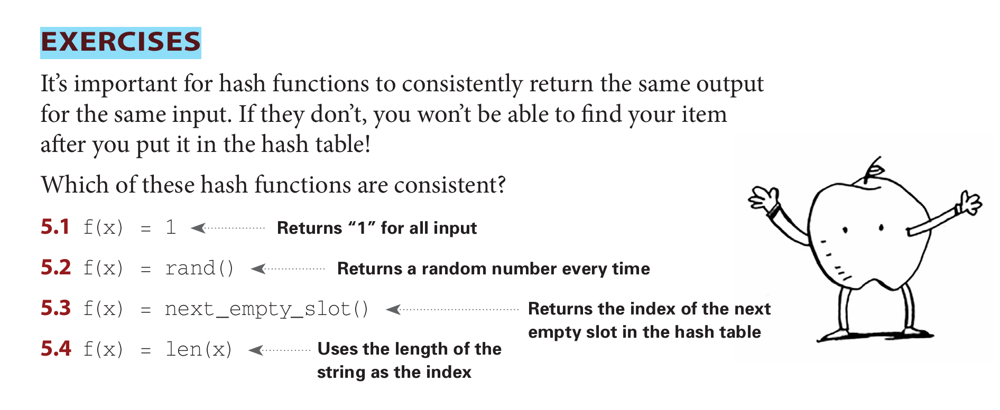 EXERCISES
It’s important for hash functions to consistently return the same output
for the same input. If they don’t, you won’t be able to find your item
after you put it in the hash table!
Which of these hash functions are consistent?
5.1 f(x) = 1 Returns “1” for all input
5.2 f(x) = rand() Returns a random number every time
5.3 f(x) = next_empty_slot() Returns the index of the next
empty slot in the hash table
5.4 f(x) = len(x) Uses the length of the
string as the index